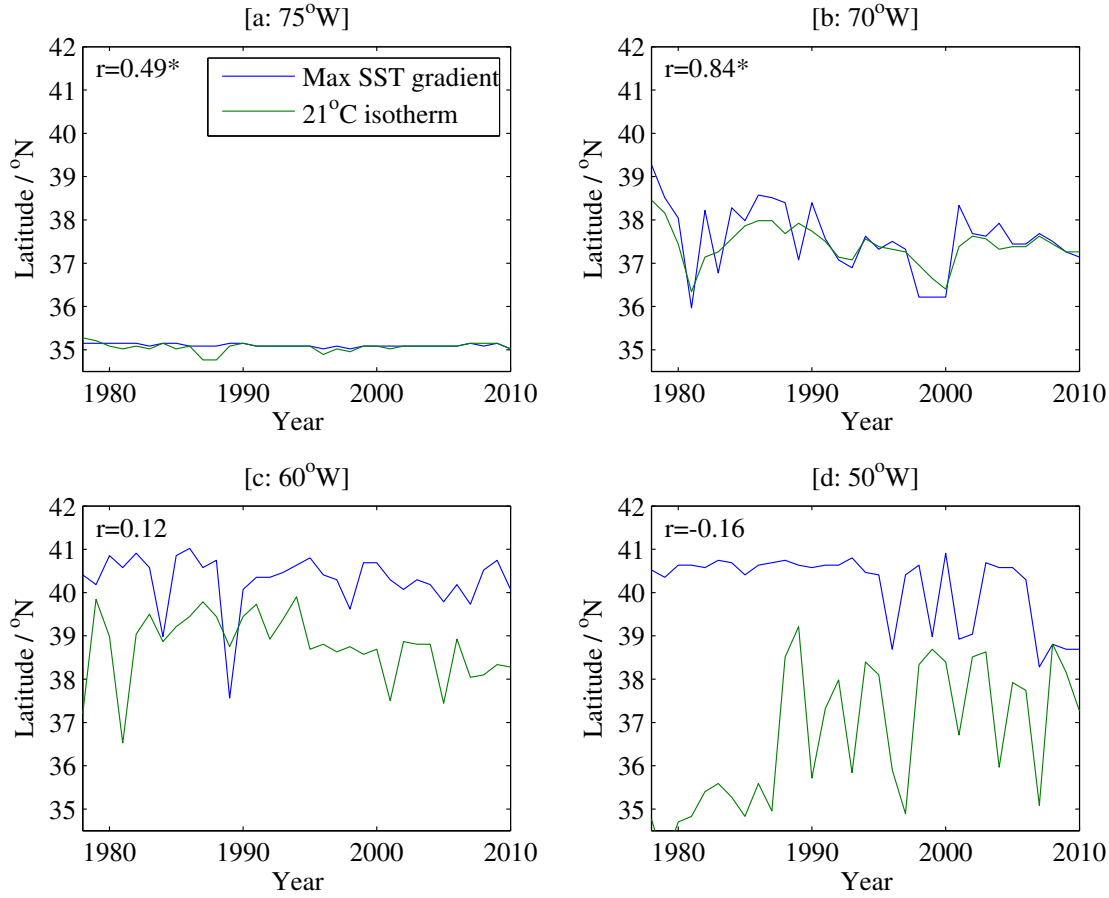 [a: 75°W]
r=0.49*
Max SST gradient
21°C isotherm
Latitude / °N
42
41
40
39
38
37
36
35
1980
1990
2000
2010
Year
[b: 70°W]
r=0.84*
Latitude / °N
42
41
40
39
38
37
36
35
1980
1990
2000
2010
Year
[c: 60°W]
r=0.12
Latitude / °N
42
41
40
39
38
37
36
35
1980
1990
2000
2010
Year
[d: 50°W]
r=-0.16
Latitude / °N
42
41
40
39
38
37
36
35
1980
1990
2000
2010
Year